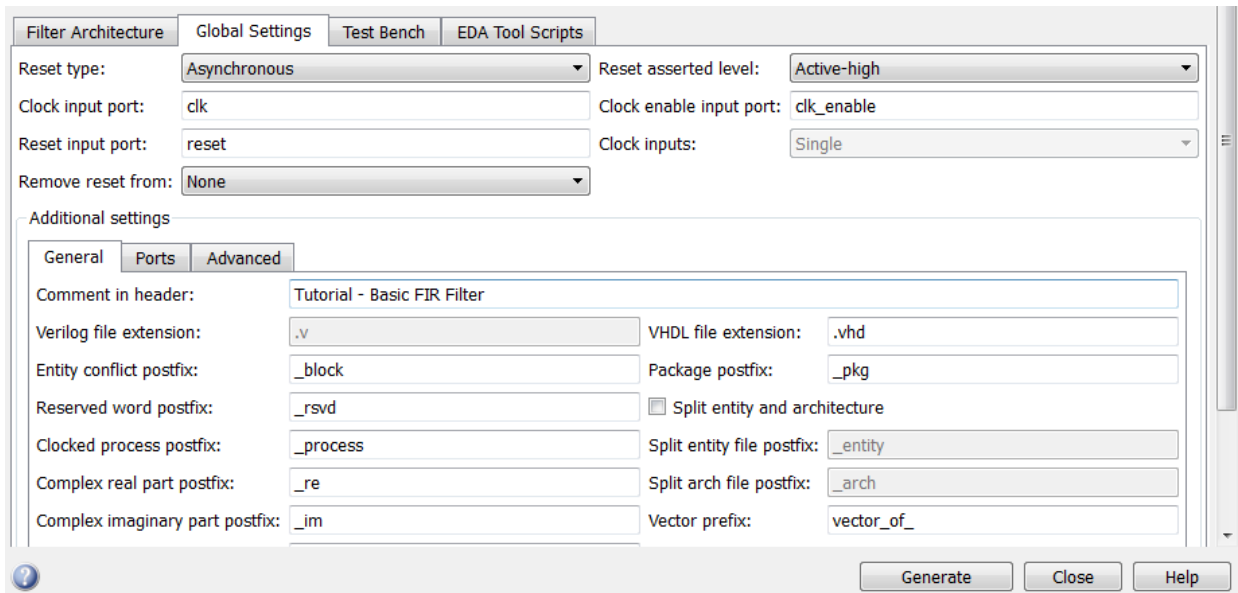 Filter Architecture Global Settings Test Bench EDA Tool Scripts
Reset type: Asynchronous Reset asserted level: Active-high
Clock input port: clk Clock enable input port: clk_enable
Reset input port: reset Clock inputs: Single
Remove reset from: None
Additional settings
General Ports Advanced
Comment in header: Tutorial - Basic FIR Filter
Verilog file extension: .v VHDL file extension: .vhd
Entity conflict postfix: _block Package postfix: _pkg
Reserved word postfix: _rsvd Split entity and architecture
Clocked process postfix: _process Split entity file postfix: _entity
Complex real part postfix: _re Split arch file postfix: _arch
Complex imaginary part postfix: _im Vector prefix: vector_of_
? Generate Close Help